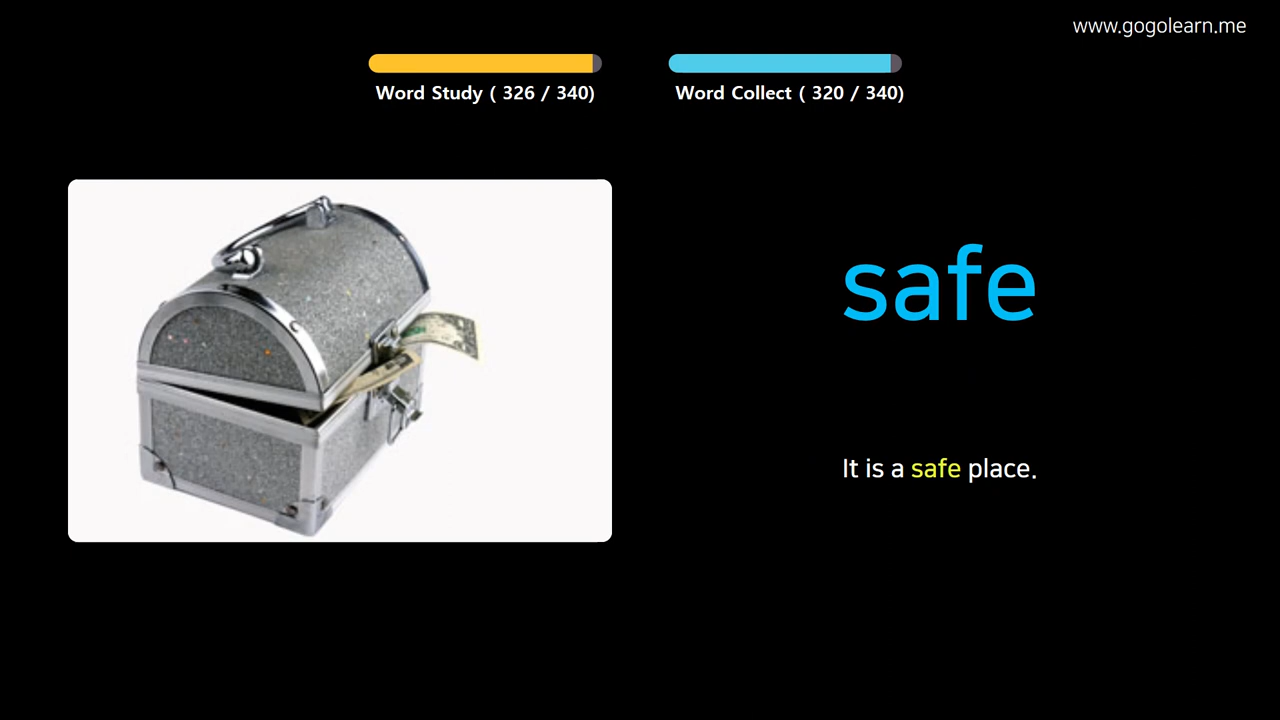 www.gogolearn.me
Word Study ( 326 / 340)
Word Collect ( 320 / 340)
safe
It is a safe place.